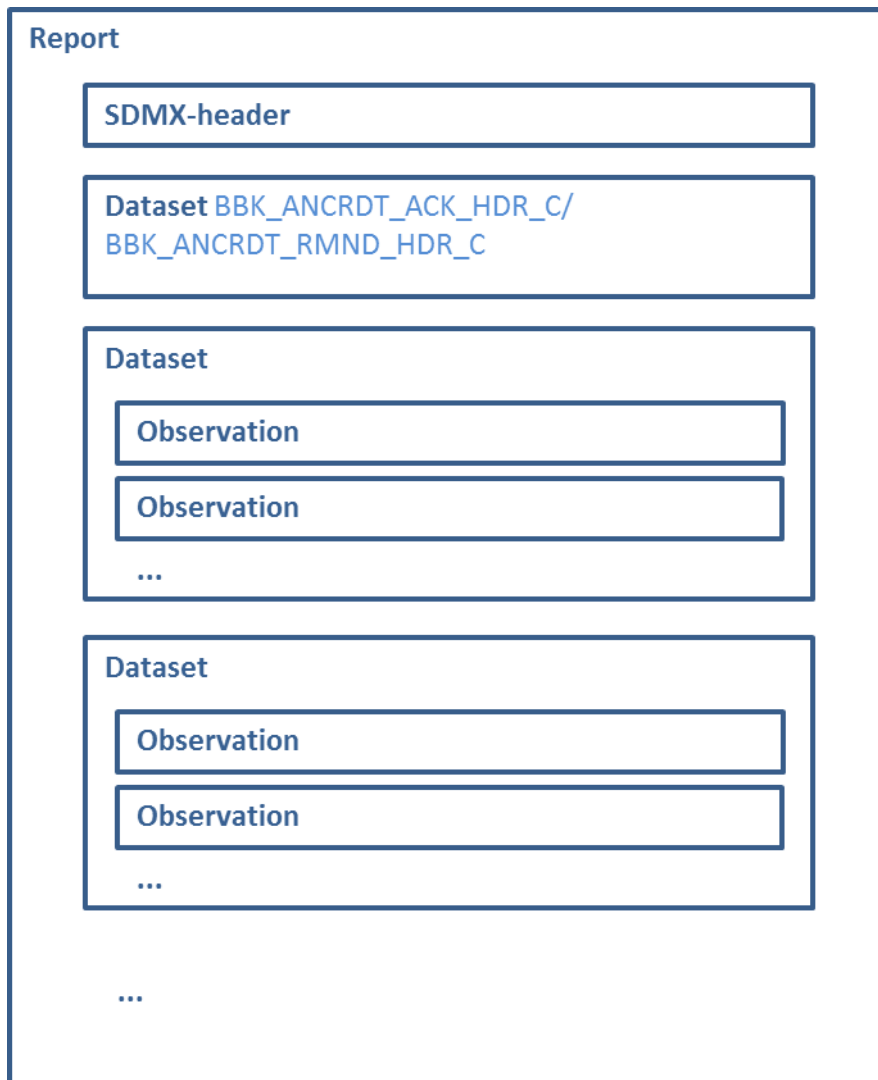 Report
SDMX-header
Dataset BBK_ANCRDT_ACK_HDR_C/
BBK_ANCRDT_RMND_HDR_C
Dataset
Observation
Observation
...
Dataset
Observation
Observation
...
...